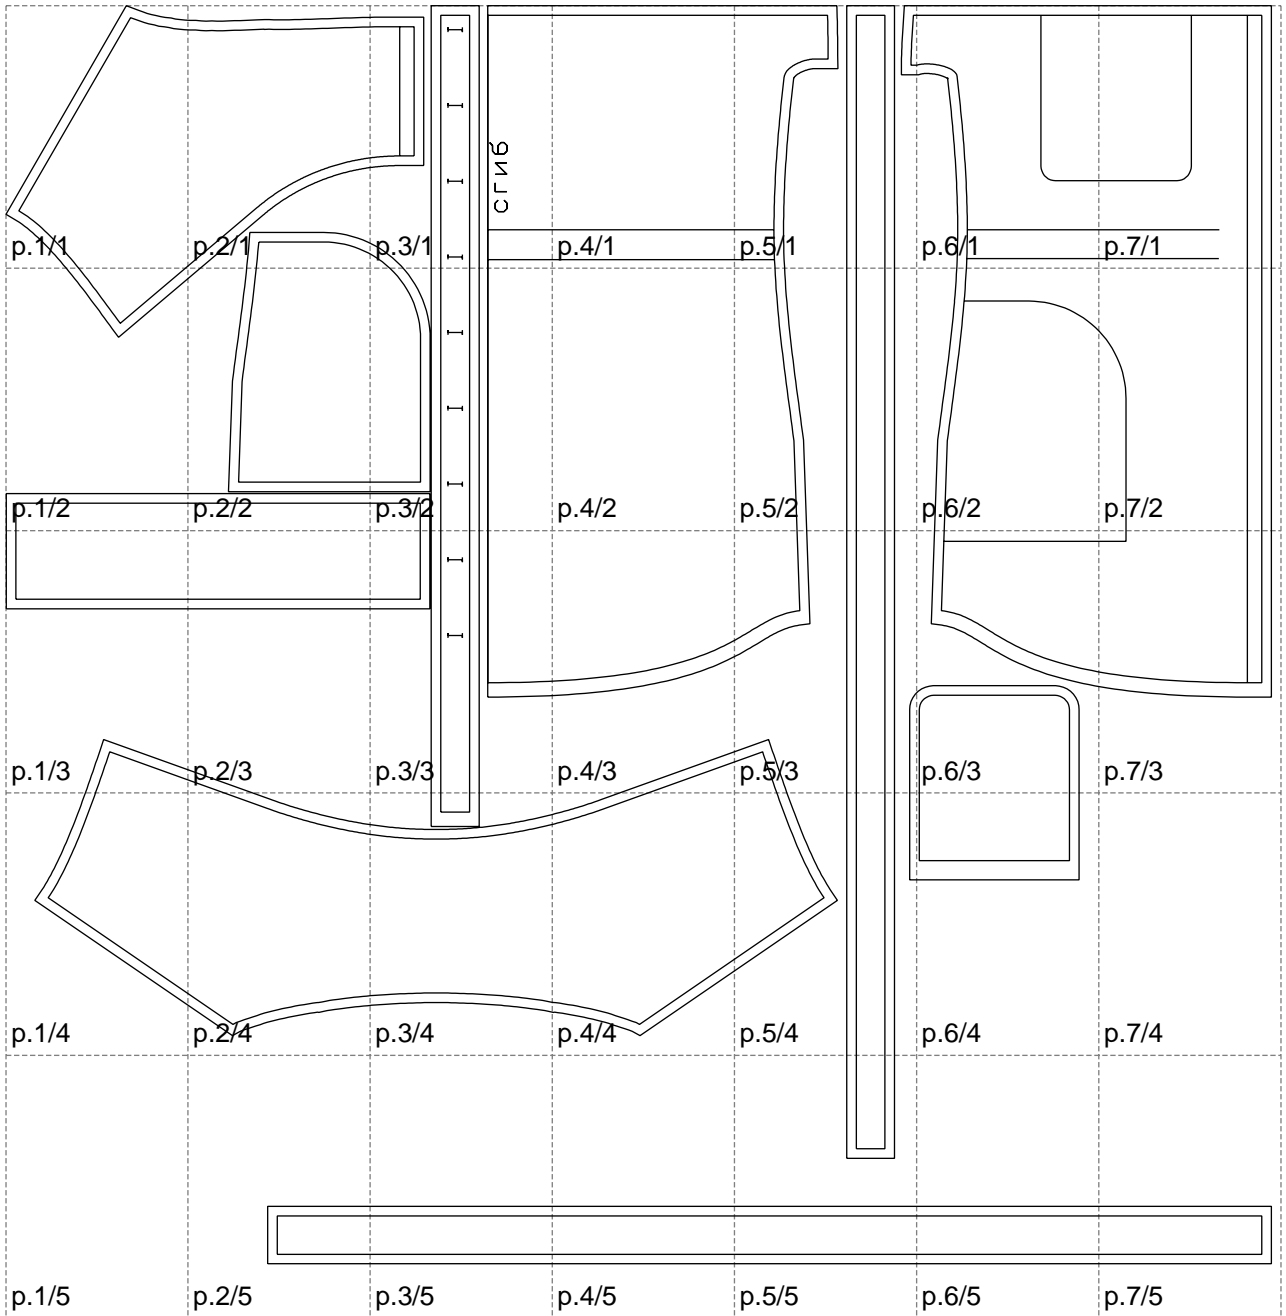 СГИБ
p.1/1 p.2/1 p.3/1 p.4/1 p.5/1 p.6/1 p.7/1
p.1/2 p.2/2 p.3/2 p.4/2 p.5/2 p.6/2 p.7/2
p.1/3 p.2/3 p.3/3 p.4/3 p.5/3 p.6/3 p.7/3
p.1/4 p.2/4 p.3/4 p.4/4 p.5/4 p.6/4 p.7/4
p.1/5 p.2/5 p.3/5 p.4/5 p.5/5 p.6/5 p.7/5